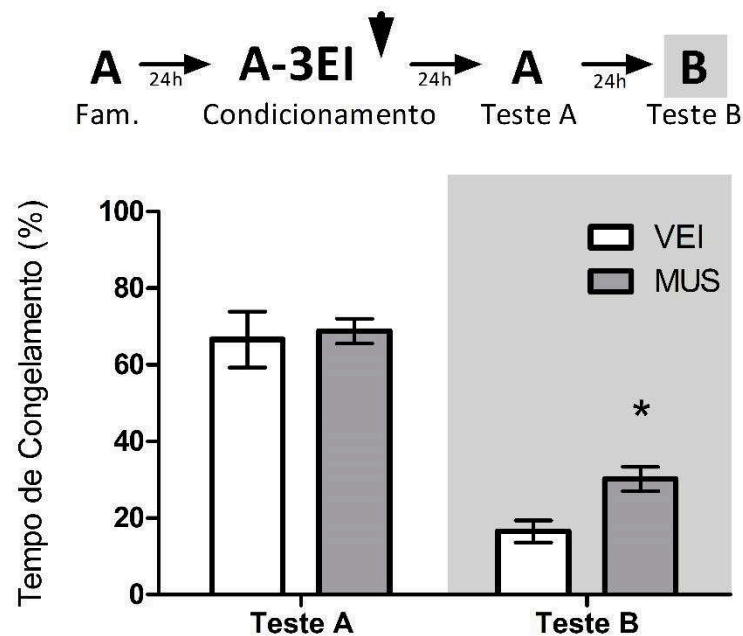 A 24h A-3EI 24h A 24h B
Fam. Condicionamento Teste A Teste B
Tempo de Congelamento (%)
100
80
60
40
20
0
VEI
MUS
*
Teste A Teste B